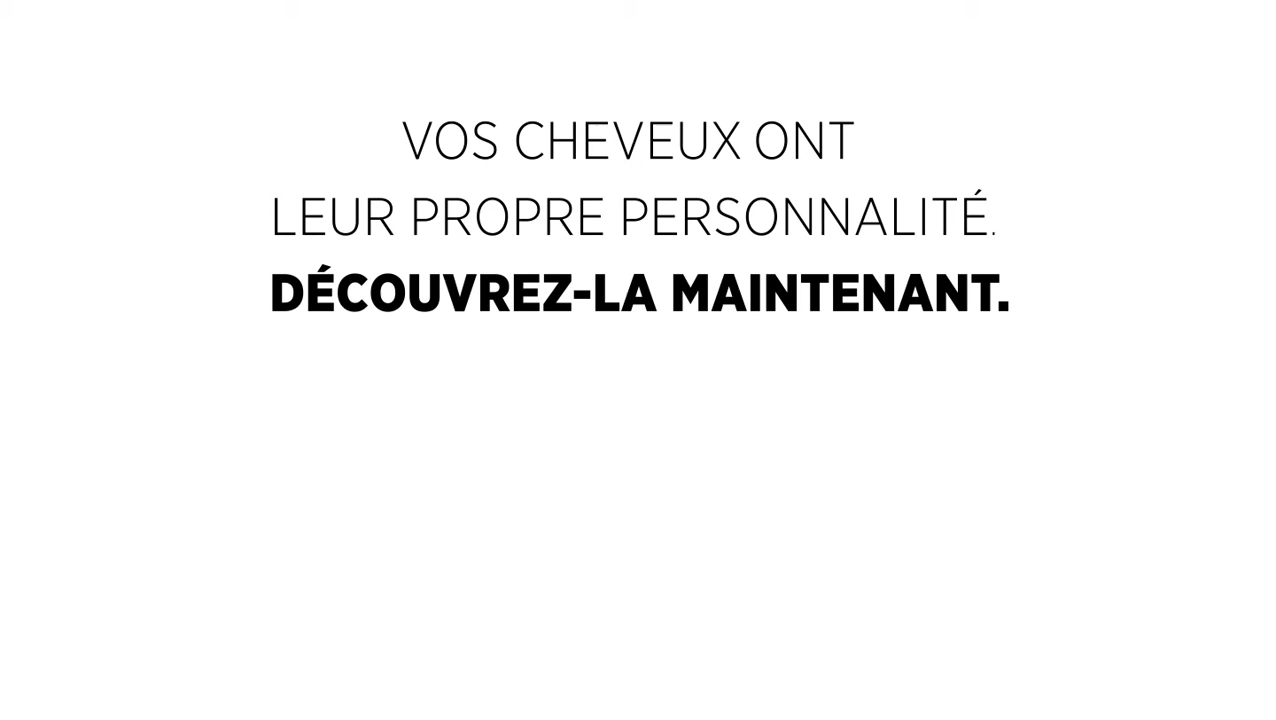 VOS CHEVEUX ONT
LEUR PROPRE PERSONNALITÉ.
DÉCOUVREZ-LA MAINTENANT.